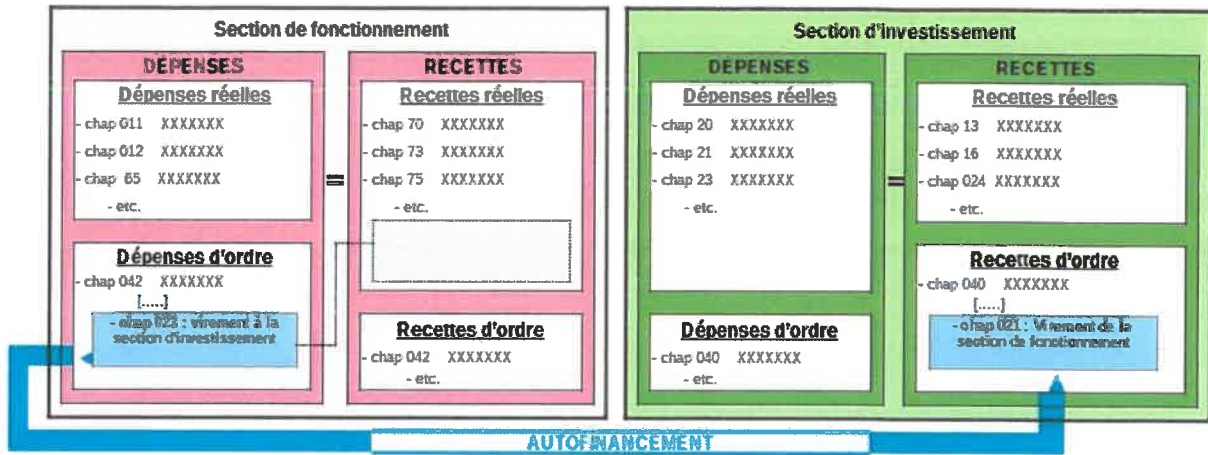 Section de fonctionnement
DÉPENSES
Dépenses réelles
- chap 011 XXXXXXX
- chap 012 XXXXXXX
- chap 65 XXXXXXX
- etc.
Dépenses d'ordre
- chap 042 XXXXXXX
[.....]
- chap 023 : virement à la
section d'investissement
=
RECETTES
Recettes réelles
- chap 70 XXXXXXX
- chap 73 XXXXXXX
- chap 75 XXXXXXX
- etc.
Recettes d'ordre
- chap 042 XXXXXXX
- etc.
Section d'investissement
DÉPENSES
Dépenses réelles
- chap 20 XXXXXXX
- chap 21 XXXXXXX
- chap 23 XXXXXXX
- etc.
Dépenses d'ordre
- chap 040 XXXXXXX
- etc.
=
RECETTES
Recettes réelles
- chap 13 XXXXXXX
- chap 16 XXXXXXX
- chap 024 XXXXXXX
- etc.
Recettes d'ordre
- chap 040 XXXXXXX
[.....]
- chap 021 : Virement de la
section de fonctionnement
AUTOFINANCEMENT